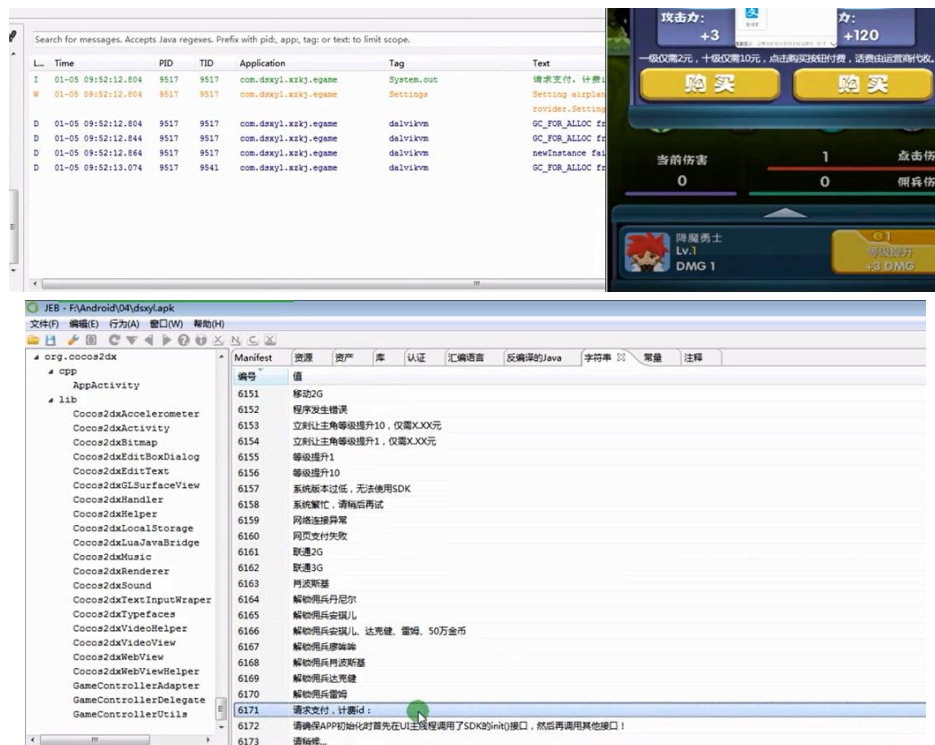 Search for messages. Accepts Java regexes. Prefix with pid:, app:, tag: or text: to limit scope.
L... Time PID TID Application Tag Text
I 01-05 09:52:12.804 9517 9517 com.dsxyl.xzkj.egame System.out 请求支付，计费i
W 01-05 09:52:12.804 9517 9517 com.dsxyl.xzkj.egame Settings Setting airplan
rovider.Setting
D 01-05 09:52:12.804 9517 9517 com.dsxyl.xzkj.egame dalvikvm GC_FOR_ALLOC fr
D 01-05 09:52:12.844 9517 9517 com.dsxyl.xzkj.egame dalvikvm GC_FOR_ALLOC fr
D 01-05 09:52:12.864 9517 9517 com.dsxyl.xzkj.egame dalvikvm newInstance fai
D 01-05 09:52:13.074 9517 9541 com.dsxyl.xzkj.egame dalvikvm GC_FOR_ALLOC fr
攻击力: 力:
+3 +120
一级仅需2元，十级仅需10元，点击购买按钮付费，话费由运营商代收。
购买 购买
当前伤害 1 点击伤
0 0 佣兵伤
降魔勇士
Lv.1
DMG 1
1
等级提升
+3 DMG
JEB - F:\Android\04\dsxyl.apk
文件(F) 编辑(E) 行为(A) 窗口(W) 帮助(H)
org.cocos2dx
cpp
AppActivity
lib
Cocos2dxAccelerometer
Cocos2dxActivity
Cocos2dxBitmap
Cocos2dxEditBoxDialog
Cocos2dxEditText
Cocos2dxGLSurfaceView
Cocos2dxHandler
Cocos2dxHelper
Cocos2dxLocalStorage
Cocos2dxLuaJavaBridge
Cocos2dxMusic
Cocos2dxRenderer
Cocos2dxSound
Cocos2dxTextInputWraper
Cocos2dxTypefaces
Cocos2dxVideoHelper
Cocos2dxVideoView
Cocos2dxWebView
Cocos2dxWebViewHelper
GameControllerAdapter
GameControllerDelegate
GameControllerUtils
Manifest 资源 资产 库 认证 汇编语言 反编译的Java 字符串 常量 注释
编号 值
6151 移动2G
6152 程序发生错误
6153 立刻让主角等级提升10，仅需X.XX元
6154 立刻让主角等级提升1，仅需X.XX元
6155 等级提升1
6156 等级提升10
6157 系统版本过低，无法使用SDK
6158 系统繁忙，请稍后再试
6159 网络连接异常
6160 网页支付失败
6161 联通2G
6162 联通3G
6163 肖波斯基
6164 解锁佣兵丹尼尔
6165 解锁佣兵安琪儿
6166 解锁佣兵安琪儿、达克健、雷姆、50万金币
6167 解锁佣兵廖哞哞
6168 解锁佣兵肖波斯基
6169 解锁佣兵达克健
6170 解锁佣兵雷姆
6171 请求支付，计费id：
6172 请确保APP初始化时首先在UI主线程调用了SDK的init()接口，然后再调用其他接口！
6173 请稍候...